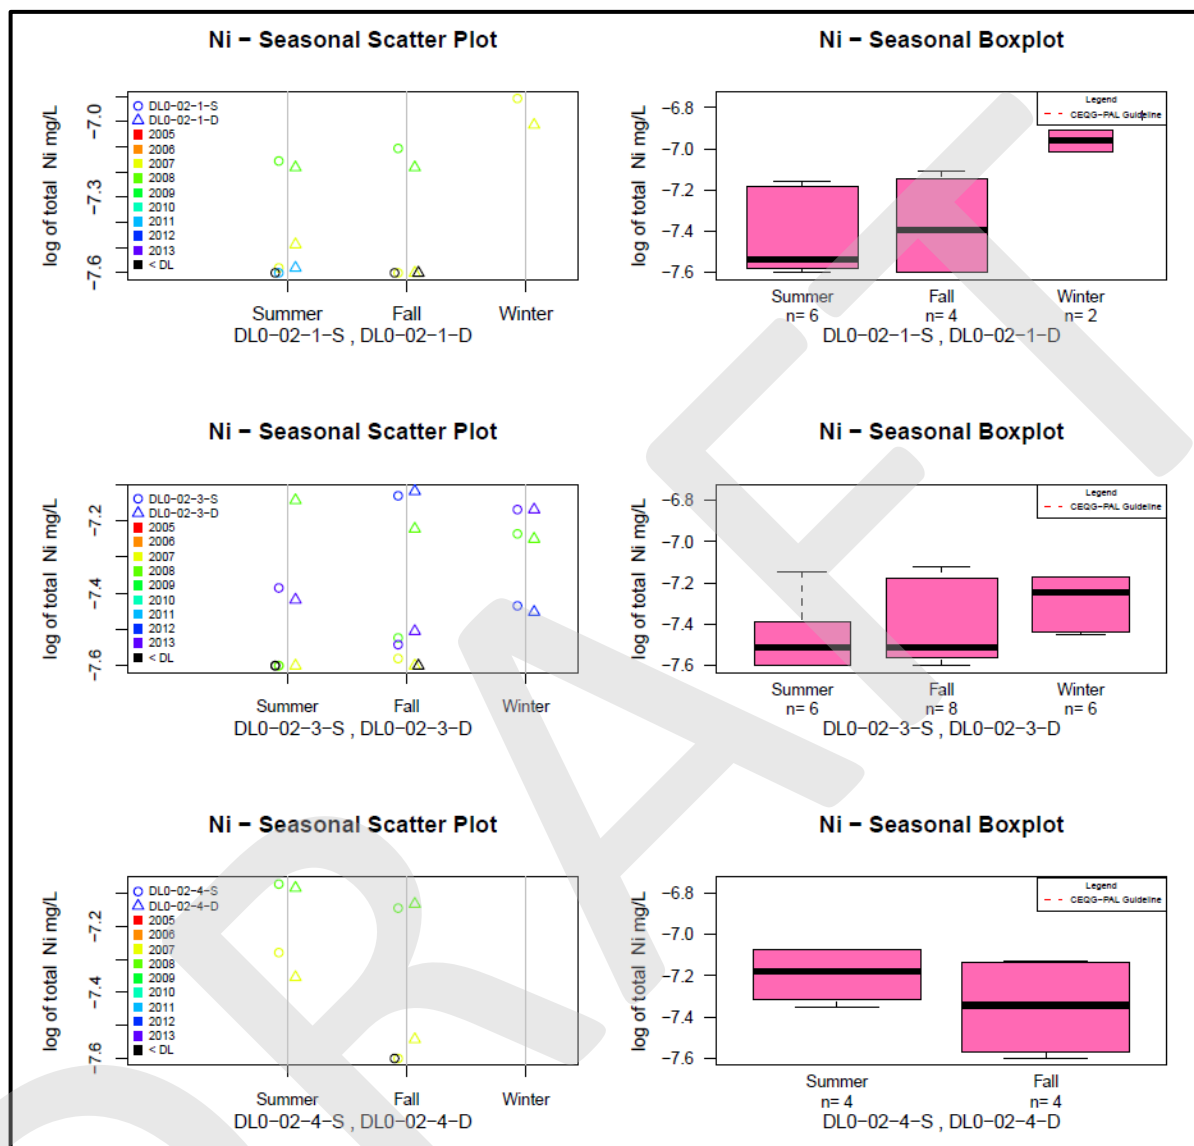 Ni − Seasonal Scatter Plot
log of total Ni mg/L
−7.0
−7.3
−7.6
DL0−02−1−S
DL0−02−1−D
2005
2006
2007
2008
2009
2010
2011
2012
2013
< DL
Summer
Fall
Winter
DL0−02−1−S , DL0−02−1−D
Ni − Seasonal Boxplot
log of total Ni mg/L
−6.8
−7.0
−7.2
−7.4
−7.6
Legend
CEQG−PAL Guideline
Summer
n= 6
Fall
n= 4
Winter
n= 2
DL0−02−1−S , DL0−02−1−D
Ni − Seasonal Scatter Plot
log of total Ni mg/L
−7.2
−7.4
−7.6
DL0−02−3−S
DL0−02−3−D
2005
2006
2007
2008
2009
2010
2011
2012
2013
< DL
Summer
Fall
Winter
DL0−02−3−S , DL0−02−3−D
Ni − Seasonal Boxplot
log of total Ni mg/L
−6.8
−7.0
−7.2
−7.4
−7.6
Legend
CEQG−PAL Guideline
Summer
n= 6
Fall
n= 8
Winter
n= 6
DL0−02−3−S , DL0−02−3−D
Ni − Seasonal Scatter Plot
log of total Ni mg/L
−7.2
−7.4
−7.6
DL0−02−4−S
DL0−02−4−D
2005
2006
2007
2008
2009
2010
2011
2012
2013
< DL
Summer
Fall
Winter
DL0−02−4−S , DL0−02−4−D
Ni − Seasonal Boxplot
log of total Ni mg/L
−6.8
−7.0
−7.2
−7.4
−7.6
Legend
CEQG−PAL Guideline
Summer
n= 4
Fall
n= 4
DL0−02−4−S , DL0−02−4−D
DRAFT